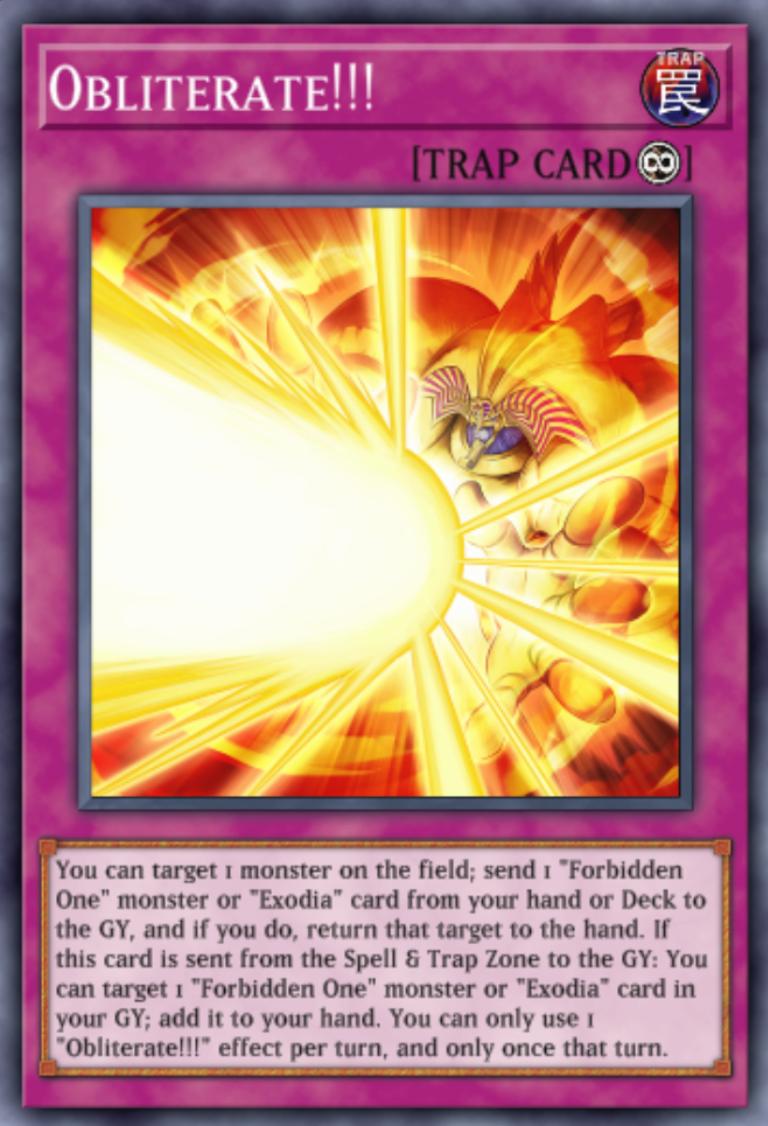 OBLITERATE!!!
TRAP
罠
[TRAP CARD]
You can target 1 monster on the field; send 1 "Forbidden
One" monster or "Exodia" card from your hand or Deck to
the GY, and if you do, return that target to the hand. If
this card is sent from the Spell & Trap Zone to the GY: You
can target 1 "Forbidden One" monster or "Exodia" card in
your GY; add it to your hand. You can only use 1
"Obliterate!!!" effect per turn, and only once that turn.